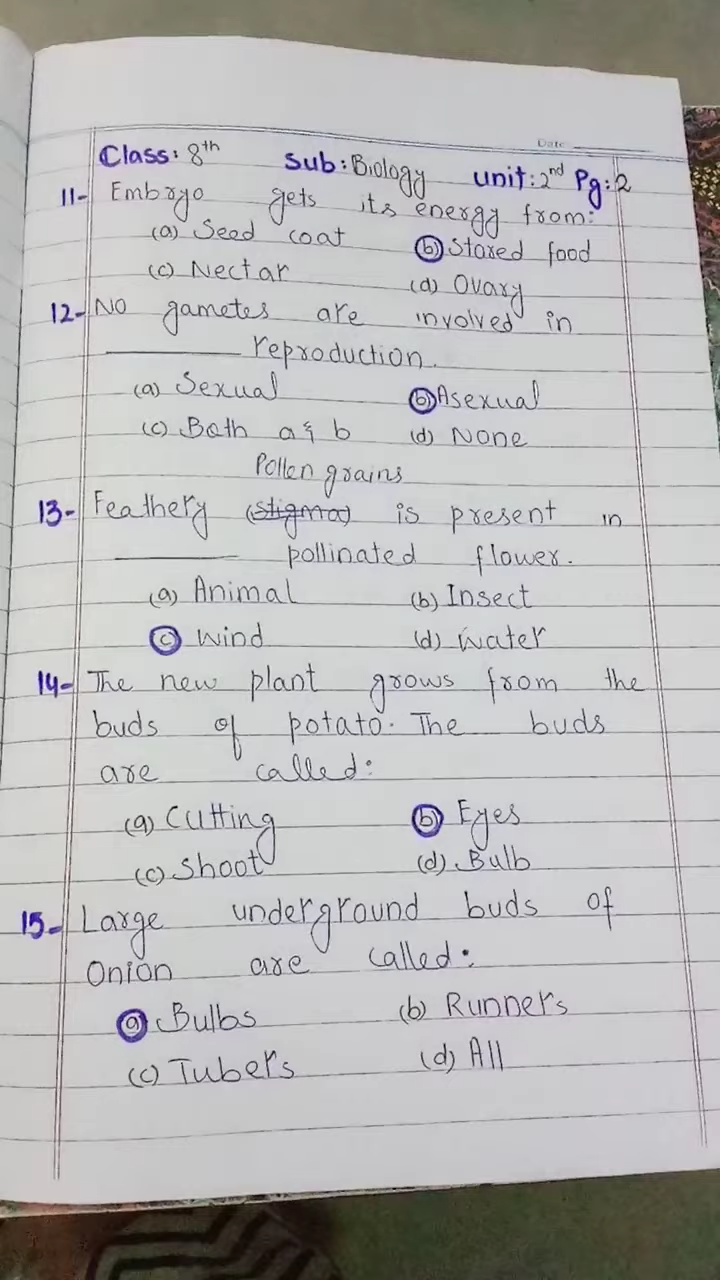 Date
Class: 8th Sub: Biology unit: 2nd Pg: 2
11- Embryo gets its energy from:
(a) Seed coat (b) Stored food
(c) Nectar (d) Ovary
12- No gametes are involved in
________ reproduction.
(a) Sexual (b) Asexual
(c) Both a & b (d) None
Pollen grains
13- Feathery (stigma) is present in
________ pollinated flower.
(a) Animal (b) Insect
(c) Wind (d) Water
14- The new plant grows from the
buds of potato. The buds
are called:
(a) Cutting (b) Eyes
(c) Shoot (d) Bulb
15- Large underground buds of
Onion are called:
(a) Bulbs (b) Runners
(c) Tubers (d) All